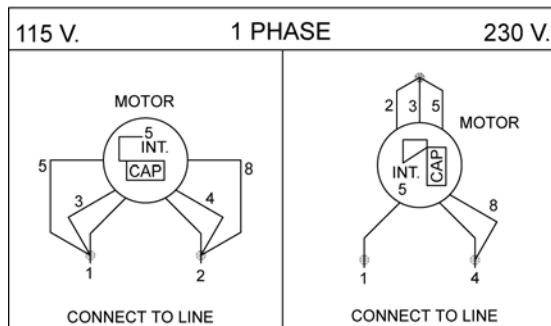 115 V. 1 PHASE 230 V.
MOTOR
5
INT.
CAP
5
8
3
4
1
2
CONNECT TO LINE
2 3 5
MOTOR
CAP
INT.
5
8
1
4
CONNECT TO LINE